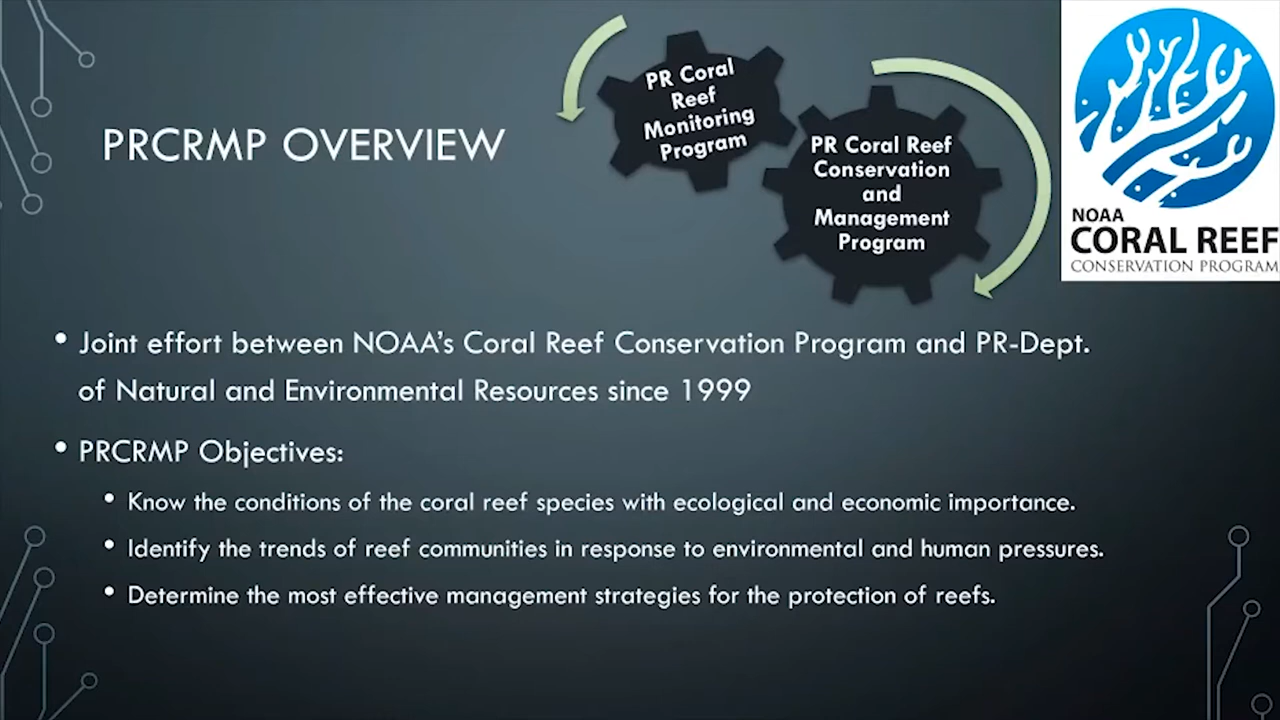 PRCRMP OVERVIEW
PR Coral
Reef
Monitoring
Program
PR Coral Reef
Conservation
and
Management
Program
NOAA
CORAL REEF
CONSERVATION PROGRAM
• Joint effort between NOAA's Coral Reef Conservation Program and PR-Dept.
of Natural and Environmental Resources since 1999
• PRCRMP Objectives:
• Know the conditions of the coral reef species with ecological and economic importance.
• Identify the trends of reef communities in response to environmental and human pressures.
• Determine the most effective management strategies for the protection of reefs.